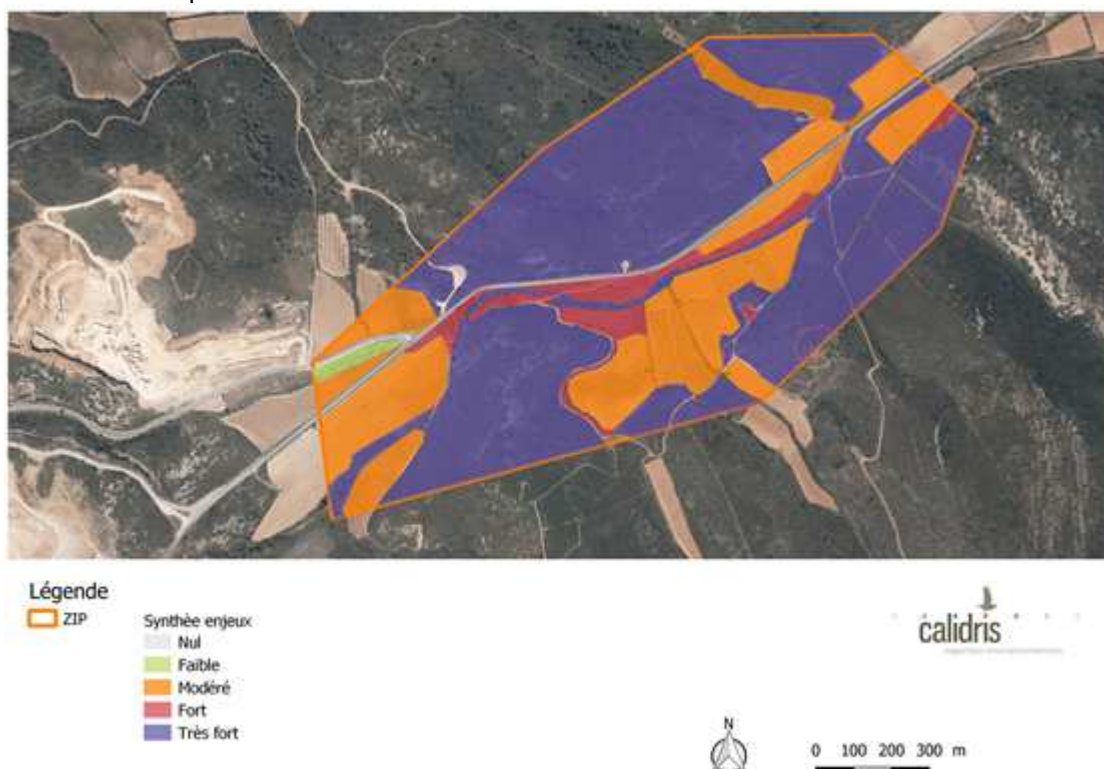 Légende
ZIP
Synthèe enjeux
Nul
Faible
Modéré
Fort
Très fort
calidris
N
0 100 200 300 m